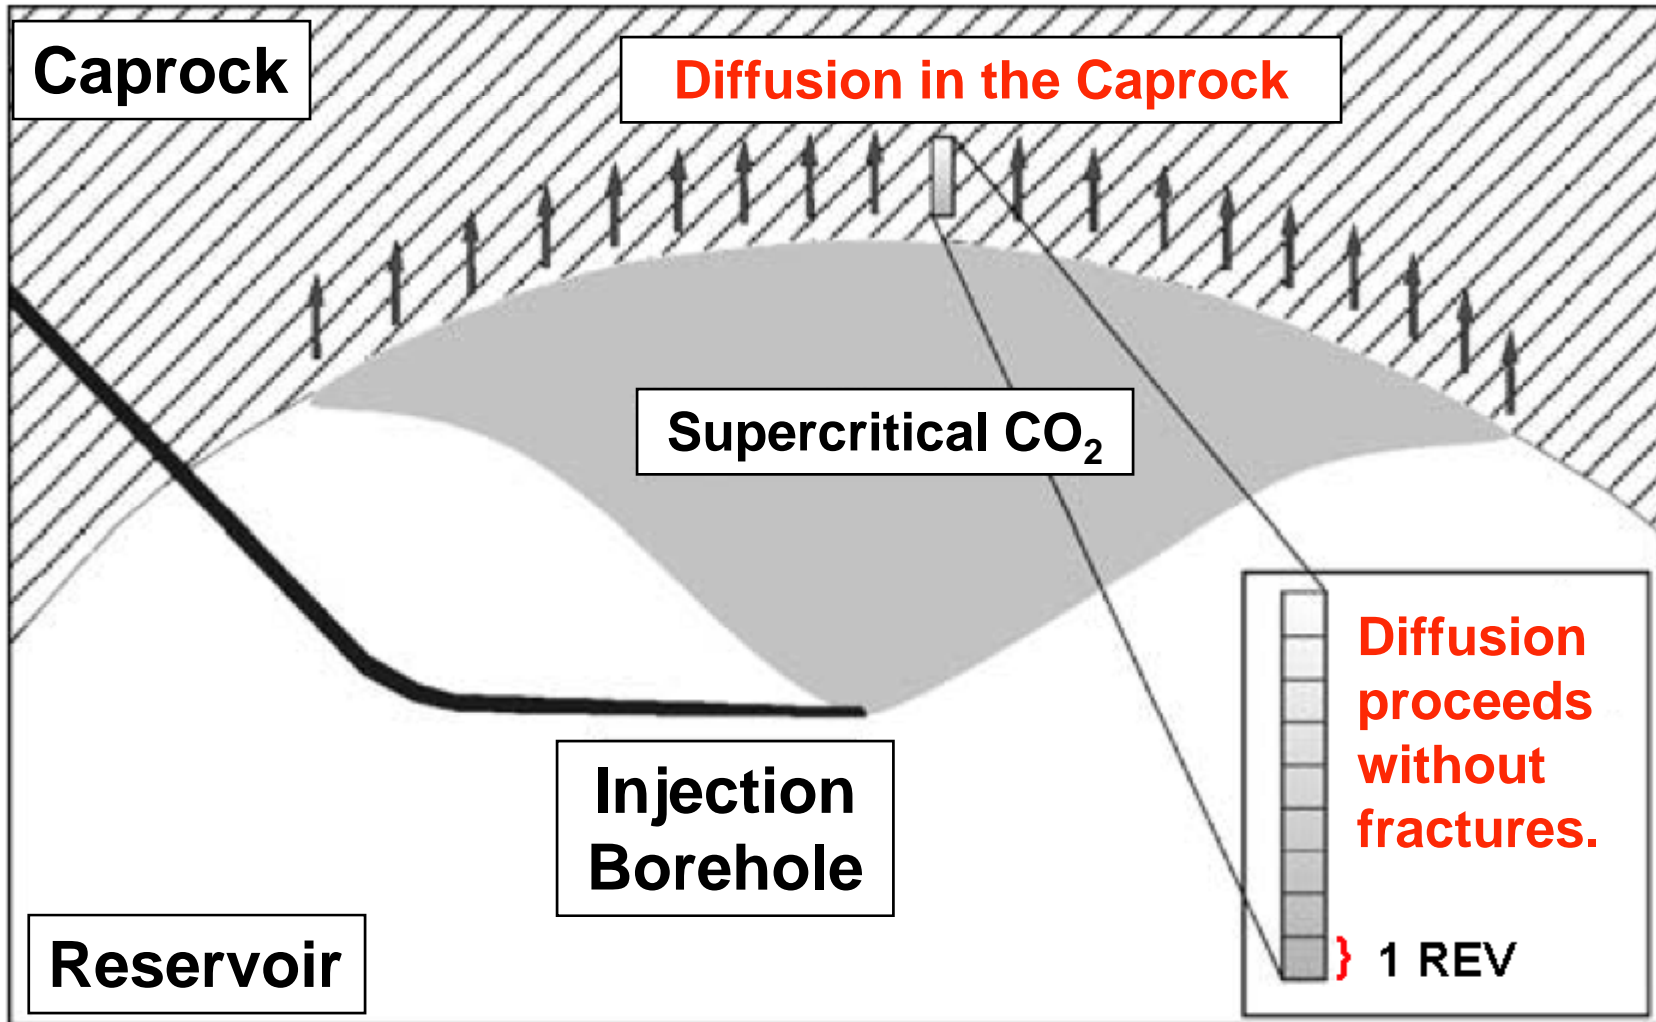 Caprock
Diffusion in the Caprock
Supercritical CO₂
Injection
Borehole
Reservoir
Diffusion
proceeds
without
fractures.
} 1 REV